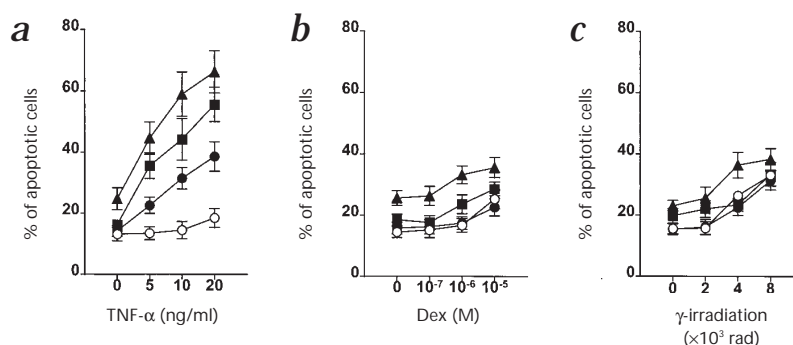 a
% of apoptotic cells
80
60
40
20
0
0 5 10 20
TNF-α (ng/ml)
b
% of apoptotic cells
80
60
40
20
0
0 10⁻⁷ 10⁻⁶ 10⁻⁵
Dex (M)
c
% of apoptotic cells
80
60
40
20
0
0 2 4 8
γ-irradiation
(×10³ rad)